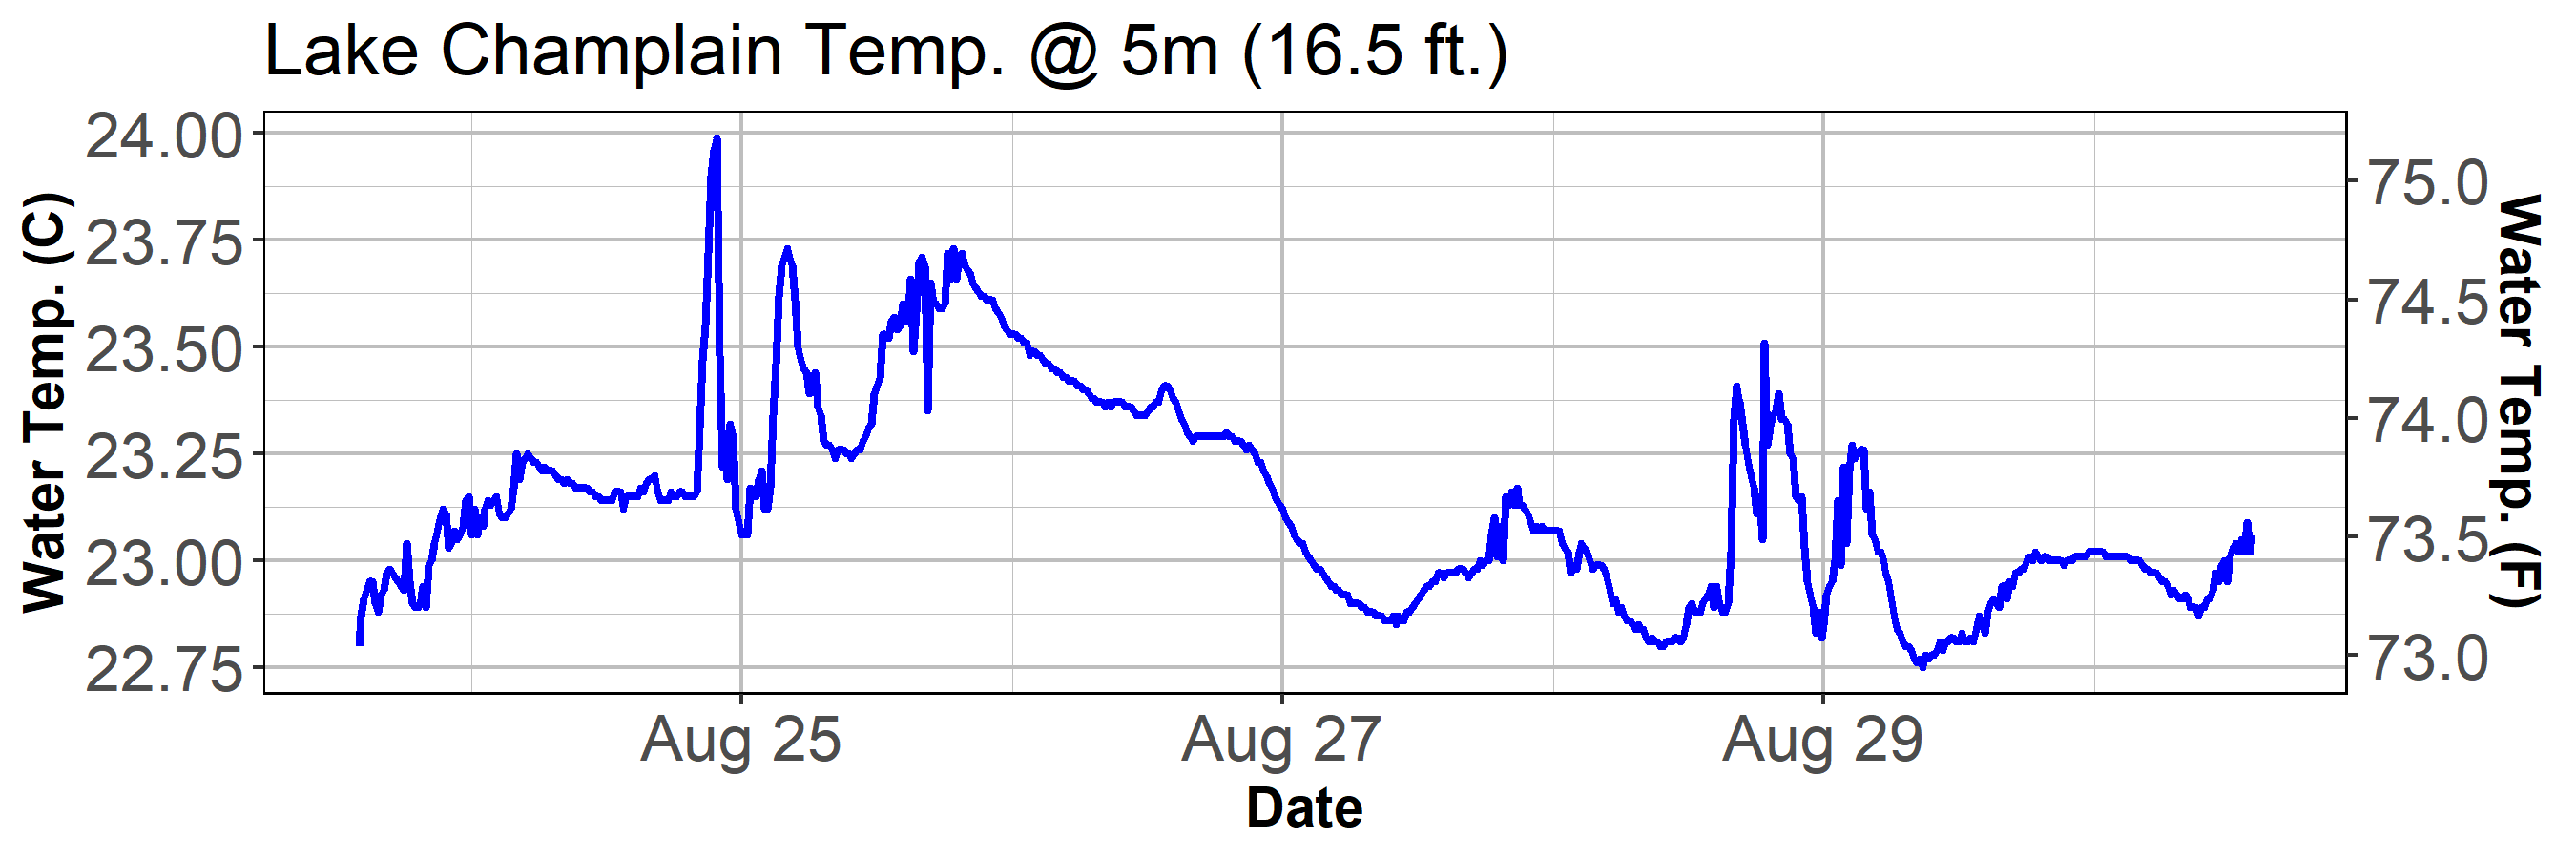 Lake Champlain Temp. @ 5m (16.5 ft.)
Water Temp. (C)
24.00
23.75
23.50
23.25
23.00
22.75
75.0
74.5
74.0
73.5
73.0
Water Temp. (F)
Aug 25
Aug 27
Aug 29
Date